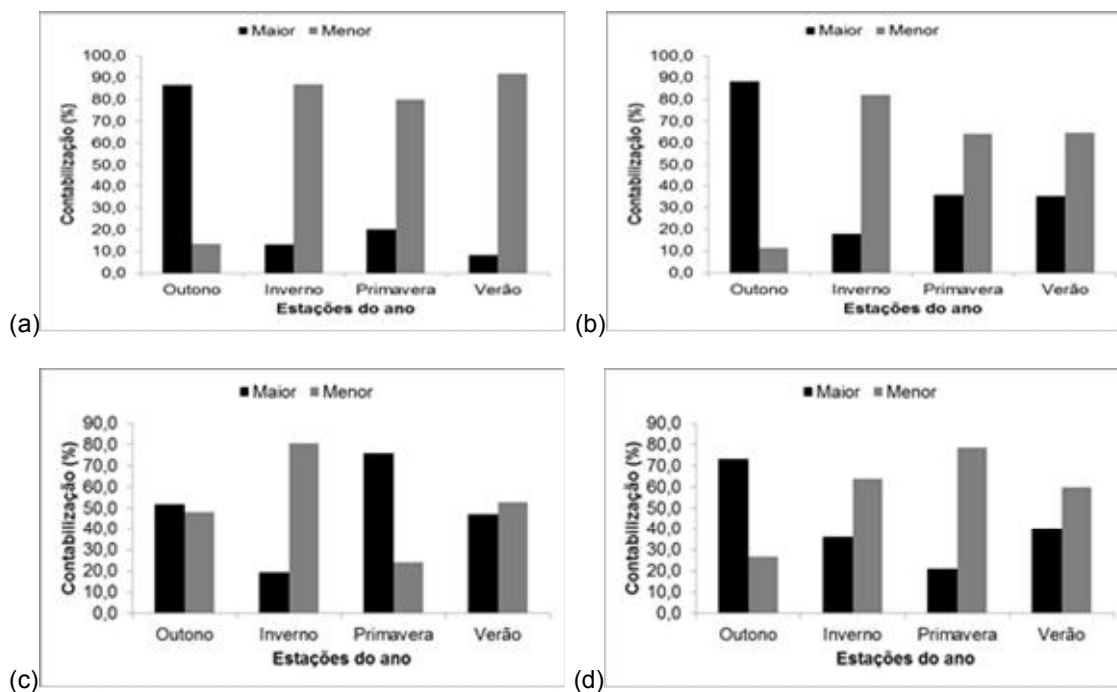 Maior Menor
Contabilização (%)
100,0
90,0
80,0
70,0
60,0
50,0
40,0
30,0
20,0
10,0
0,0
Outono Inverno Primavera Verão
Estações do ano
(a)
Maior Menor
Contabilização (%)
100,0
90,0
80,0
70,0
60,0
50,0
40,0
30,0
20,0
10,0
0,0
Outono Inverno Primavera Verão
Estações do ano
(b)
Maior Menor
Contabilização (%)
90,0
80,0
70,0
60,0
50,0
40,0
30,0
20,0
10,0
0,0
Outono Inverno Primavera Verão
Estações do ano
(c)
Maior Menor
Contabilização (%)
90,0
80,0
70,0
60,0
50,0
40,0
30,0
20,0
10,0
0,0
Outono Inverno Primavera Verão
Estações do ano
(d)